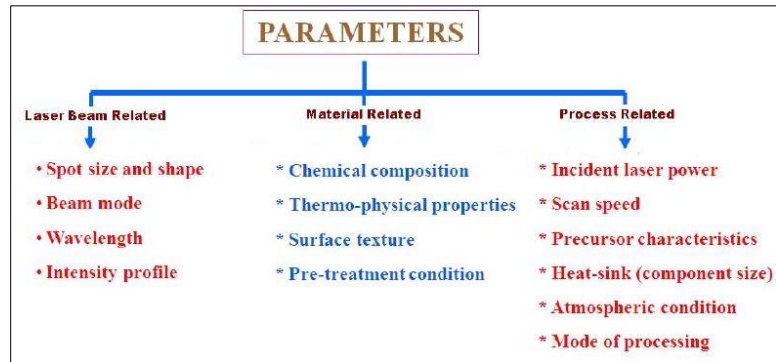 PARAMETERS
Laser Beam Related
• Spot size and shape
• Beam mode
• Wavelength
• Intensity profile
Material Related
* Chemical composition
* Thermo-physical properties
* Surface texture
* Pre-treatment condition
Process Related
* Incident laser power
* Scan speed
* Precursor characteristics
* Heat-sink (component size)
* Atmospheric condition
* Mode of processing